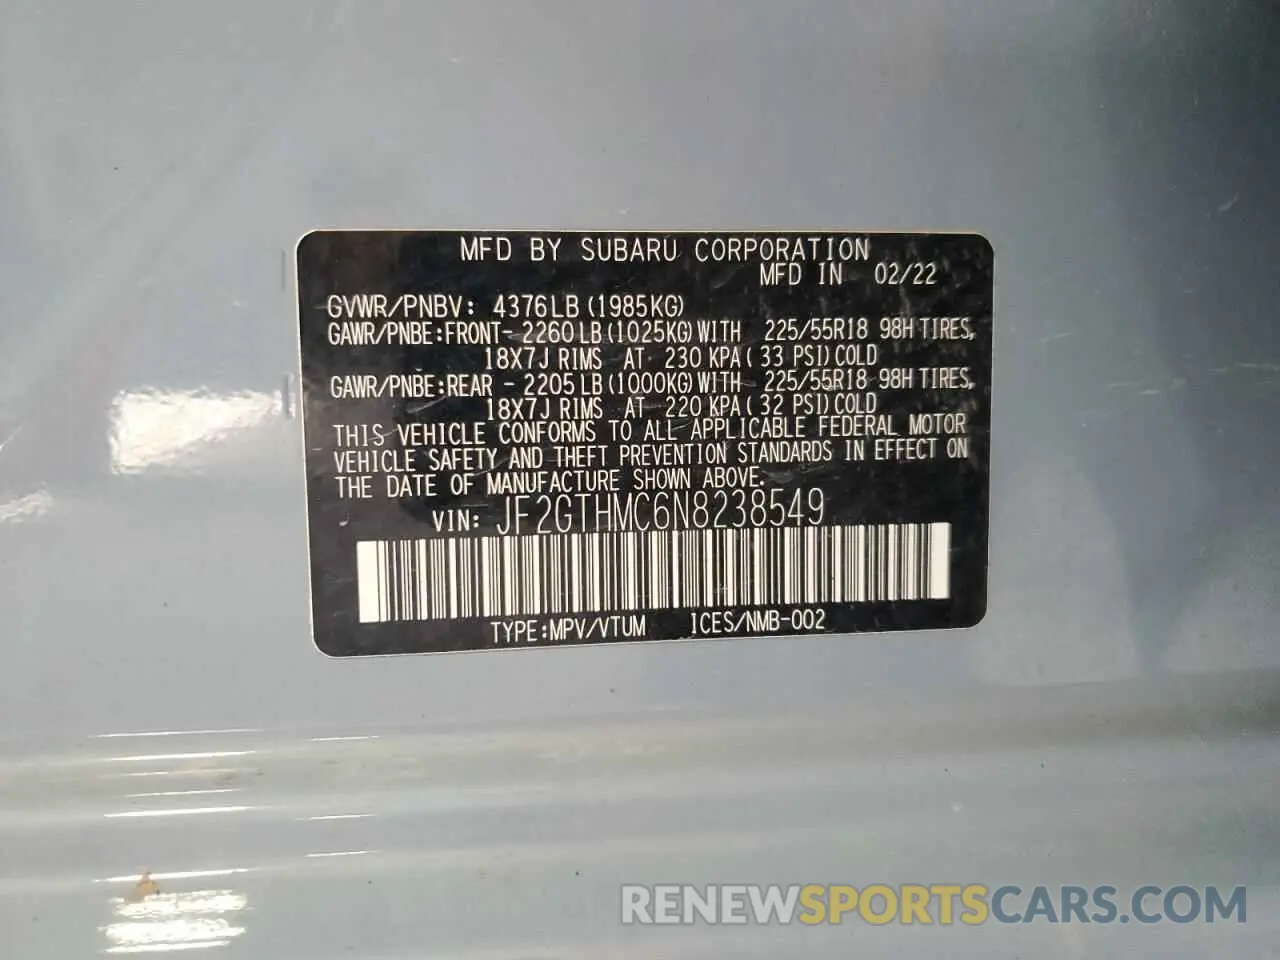 MFD BY SUBARU CORPORATION
MFD IN 02/22
GVWR/PNBV: 4376LB(1985KG)
GAWR/PNBE:FRONT- 2260LB(1025KG)WITH 225/55R18 98H TIRES,
18X7J RIMS AT 230 KPA( 33 PSI)COLD
GAWR/PNBE:REAR - 2205LB(1000KG)WITH 225/55R18 98H TIRES,
18X7J RIMS AT 220 KPA( 32 PSI)COLD
THIS VEHICLE CONFORMS TO ALL APPLICABLE FEDERAL MOTOR
VEHICLE SAFETY AND THEFT PREVENTION STANDARDS IN EFFECT ON
THE DATE OF MANUFACTURE SHOWN ABOVE.
VIN: JF2GTHMC6N8238549
TYPE:MPV/VTUM ICES/NMB-002
RENEWSPORTSCARS.COM